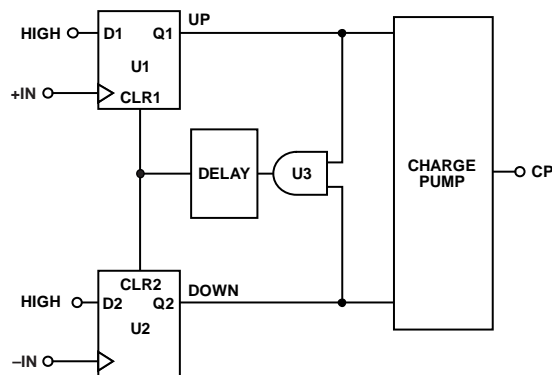 HIGH
D1
Q1
UP
U1
+IN
CLR1
DELAY
U3
CHARGE
PUMP
CP
CLR2
HIGH
D2
Q2
DOWN
U2
–IN